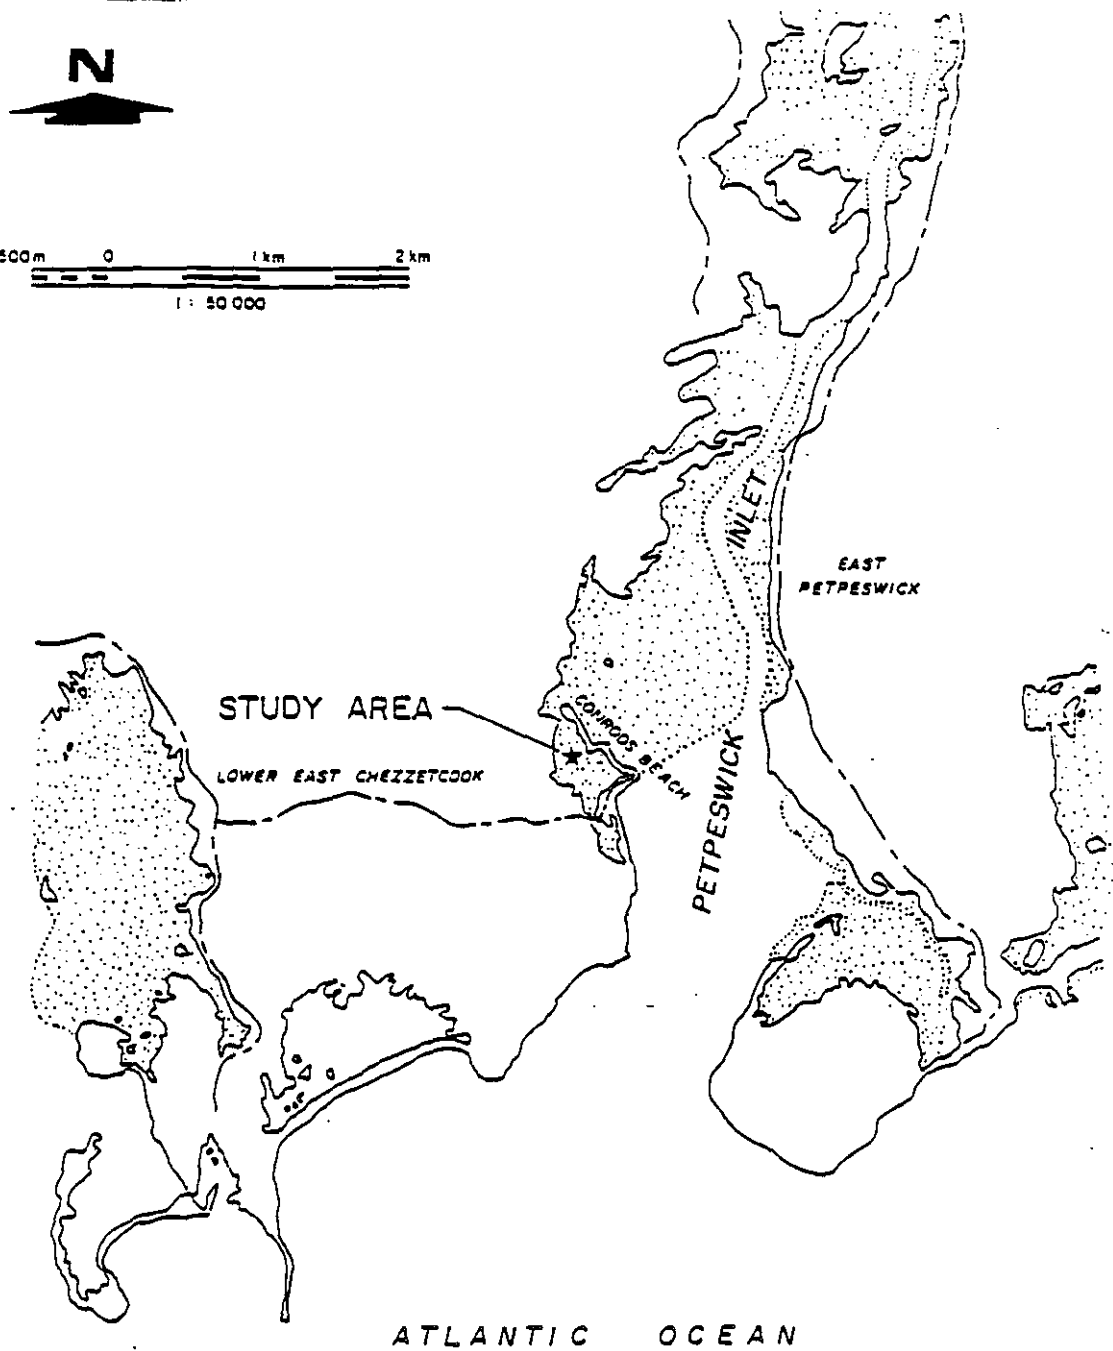 N
500m 0 1 km 2 km
1 : 50 000
INLET
EAST
PETPESWICK
STUDY AREA
CONRODS BEACH
LOWER EAST CHEZZETCOOK
PETPESWICK
ATLANTIC OCEAN